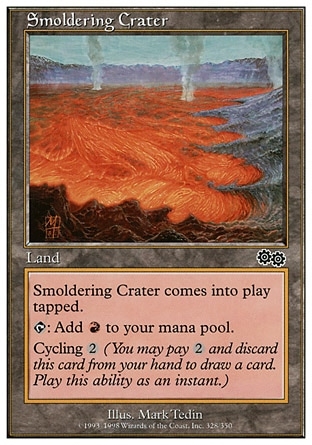 Smoldering Crater
Land
Smoldering Crater comes into play
tapped.
: Add to your mana pool.
Cycling 2 (You may pay 2 and discard
this card from your hand to draw a card.
Play this ability as an instant.)
Illus. Mark Tedin
©1993-1998 Wizards of the Coast, Inc. 328/350